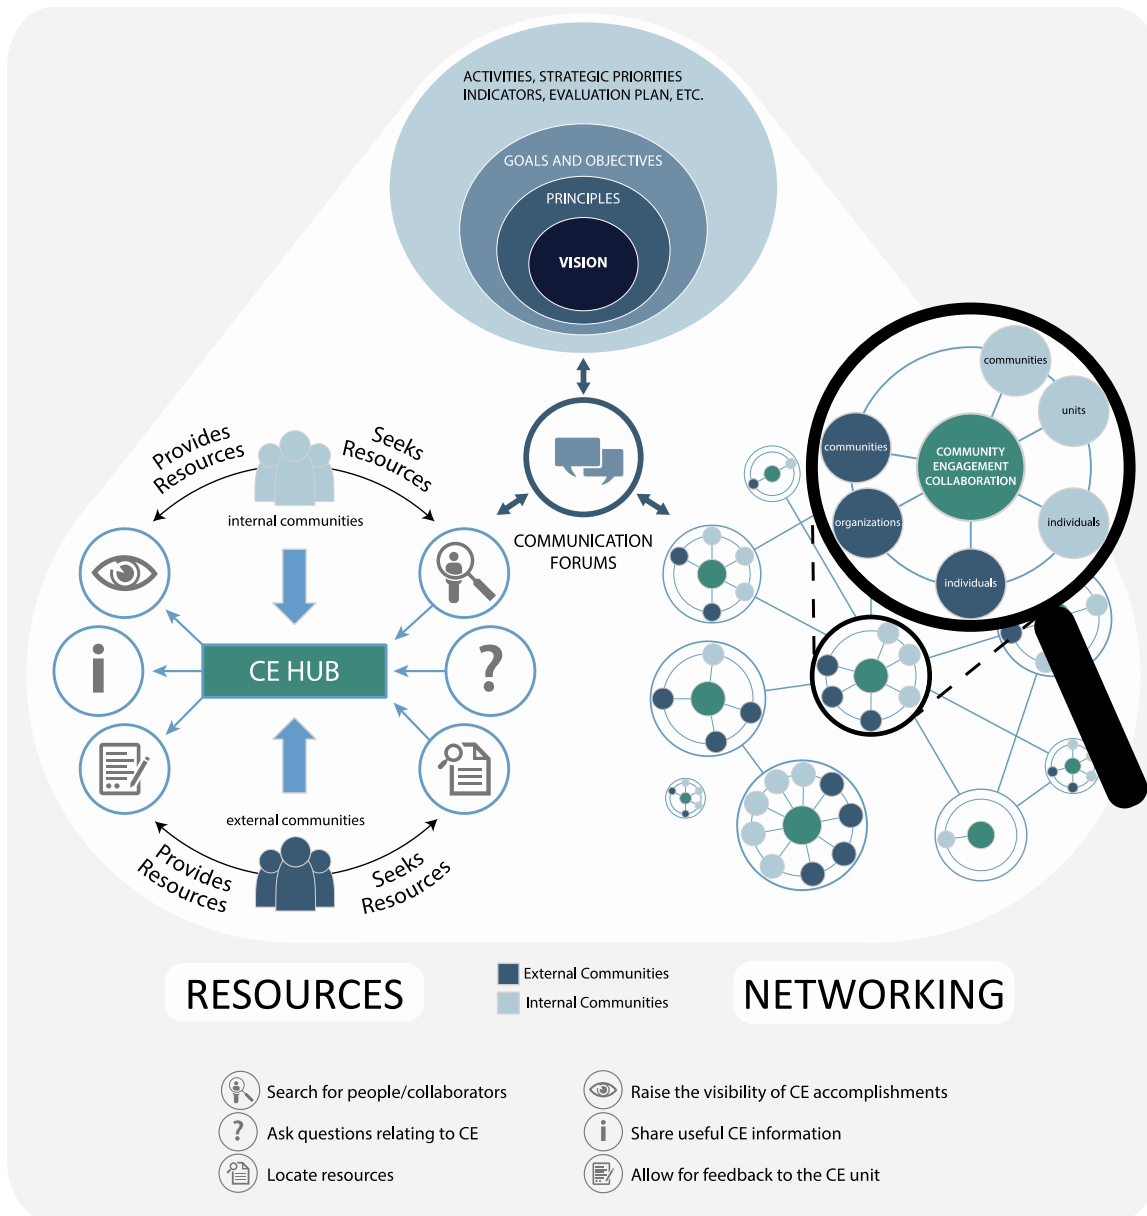 ACTIVITIES, STRATEGIC PRIORITIES
INDICATORS, EVALUATION PLAN, ETC.
GOALS AND OBJECTIVES
PRINCIPLES
VISION
COMMUNICATION
FORUMS
Provides
Resources
Seeks
Resources
internal communities
i
CE HUB
?
external communities
Provides
Resources
Seeks
Resources
communities
units
communities
COMMUNITY
ENGAGEMENT
COLLABORATION
organizations
individuals
individuals
RESOURCES
External Communities
Internal Communities
NETWORKING
Search for people/collaborators
? Ask questions relating to CE
Locate resources
Raise the visibility of CE accomplishments
i Share useful CE information
Allow for feedback to the CE unit